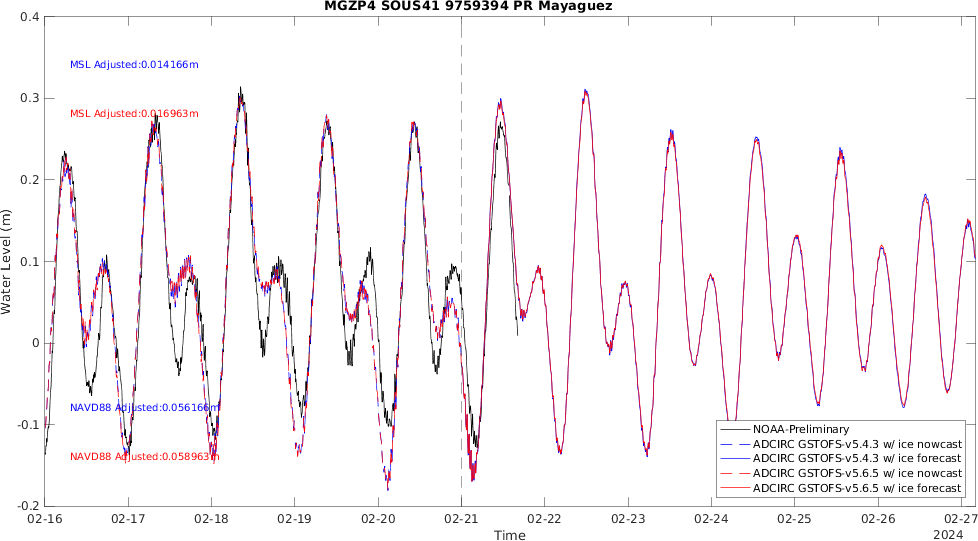 MGZP4 SOUS41 9759394 PR Mayaguez
0.4
0.3
0.2
0.1
0
-0.1
-0.2
Water Level (m)
MSL Adjusted:0.014166m
MSL Adjusted:0.016963m
NAVD88 Adjusted:0.056166m
NAVD88 Adjusted:0.058963m
NOAA-Preliminary
ADCIRC GSTOFS-v5.4.3 w/ ice nowcast
ADCIRC GSTOFS-v5.4.3 w/ ice forecast
ADCIRC GSTOFS-v5.6.5 w/ ice nowcast
ADCIRC GSTOFS-v5.6.5 w/ ice forecast
02-16 02-17 02-18 02-19 02-20 02-21 02-22 02-23 02-24 02-25 02-26 02-27
Time
2024